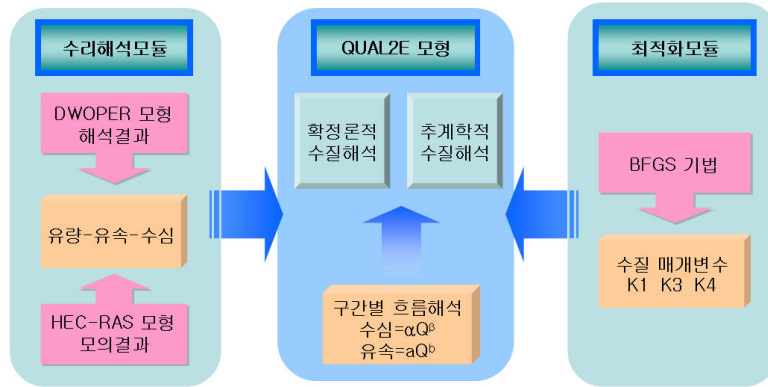 수리해석모듈
DWOPER 모형
해석결과
유량-유속-수심
HEC-RAS 모형
모의결과
QUAL2E 모형
확정론적
수질해석
추계학적
수질해석
구간별 흐름해석
수심=αQᵝ
유속=aQᵇ
최적화모듈
BFGS 기법
수질 매개변수
K1 K3 K4